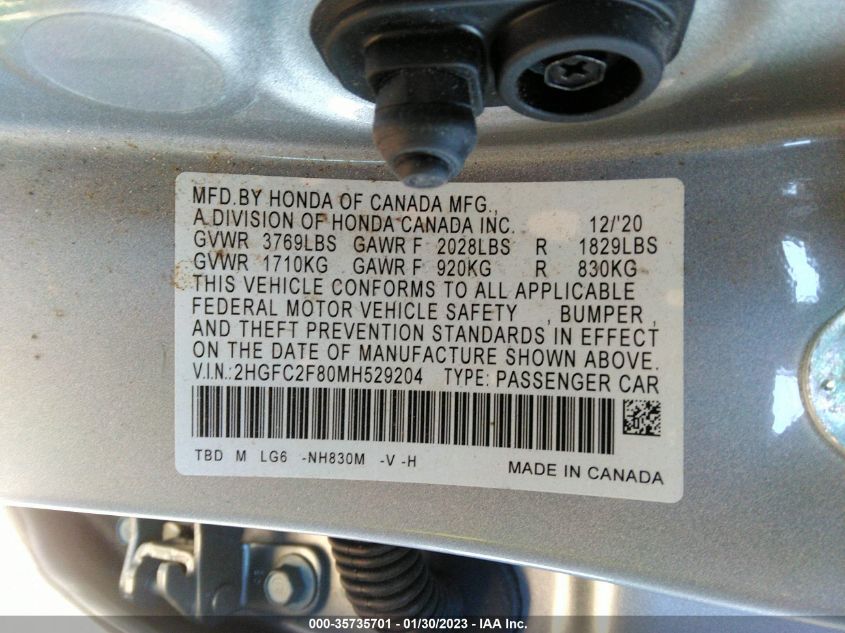 MFD.BY HONDA OF CANADA MFG.,
A DIVISION OF HONDA CANADA INC. 12/'20
GVWR 3769LBS GAWR F 2028LBS R 1829LBS
GVWR 1710KG GAWR F 920KG R 830KG
THIS VEHICLE CONFORMS TO ALL APPLICABLE
FEDERAL MOTOR VEHICLE SAFETY , BUMPER ,
AND THEFT PREVENTION STANDARDS IN EFFECT
ON THE DATE OF MANUFACTURE SHOWN ABOVE.
V.I.N.:2HGFC2F80MH529204 TYPE: PASSENGER CAR
TBD M LG6 -NH830M -V -H
MADE IN CANADA
000-35735701 - 01/30/2023 - IAA Inc.